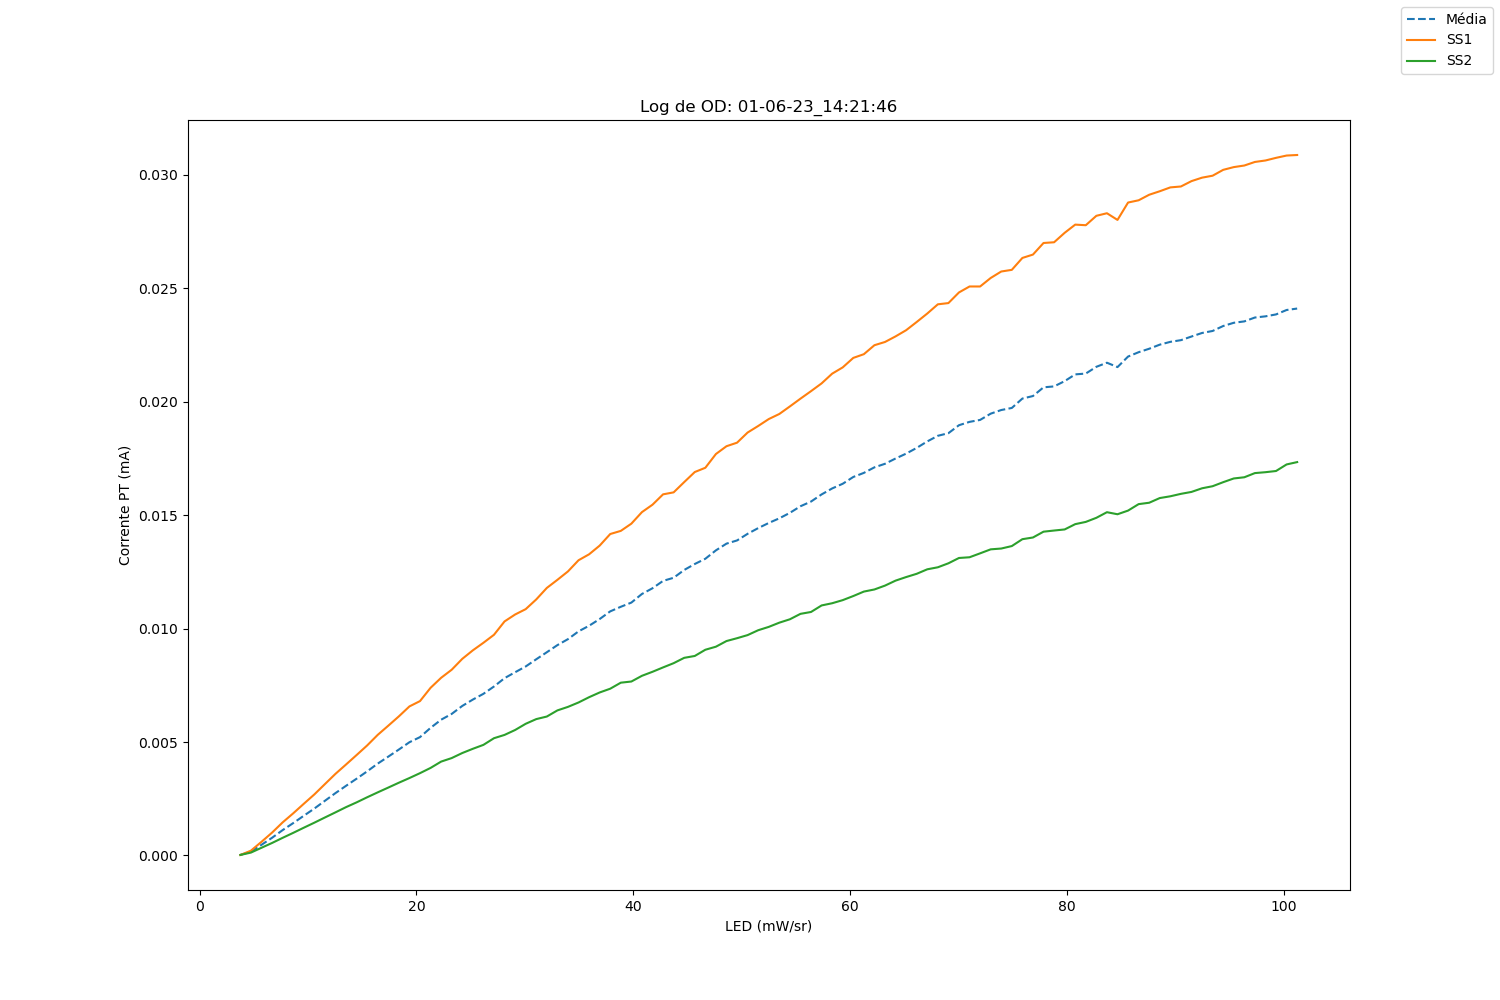 Média
SS1
SS2
Log de OD: 01-06-23_14:21:46
0.030
0.025
0.020
0.015
0.010
0.005
0.000
Corrente PT (mA)
0 20 40 60 80 100
LED (mW/sr)